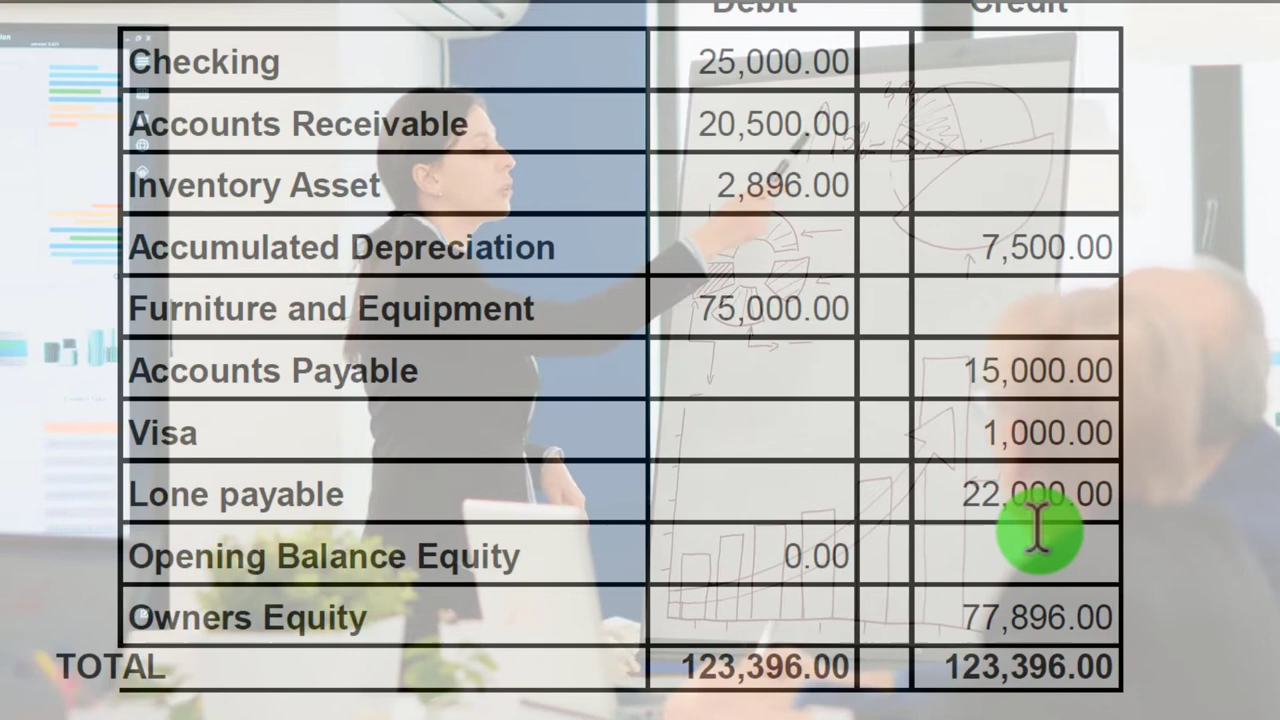 Debit Credit
Checking 25,000.00
Accounts Receivable 20,500.00
Inventory Asset 2,896.00
Accumulated Depreciation 7,500.00
Furniture and Equipment 75,000.00
Accounts Payable 15,000.00
Visa 1,000.00
Lone payable 22,000.00
Opening Balance Equity 0.00
Owners Equity 77,896.00
TOTAL 123,396.00 123,396.00